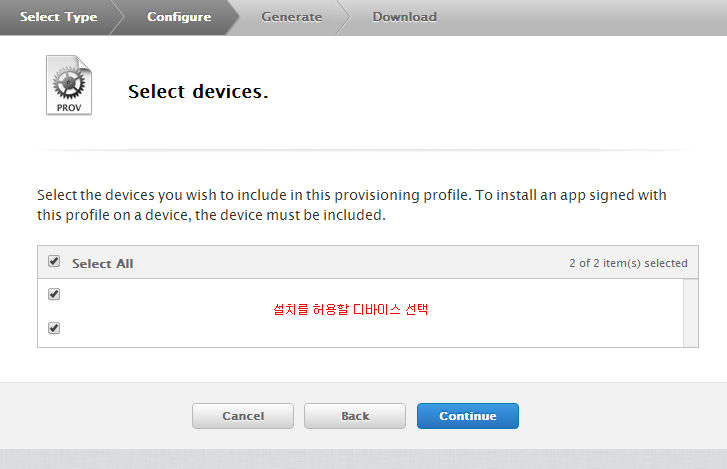 Select Type
Configure
Generate
Download
PROV
Select devices.
Select the devices you wish to include in this provisioning profile. To install an app signed with
this profile on a device, the device must be included.
Select All
2 of 2 item(s) selected
설치를 허용할 디바이스 선택
Cancel
Back
Continue